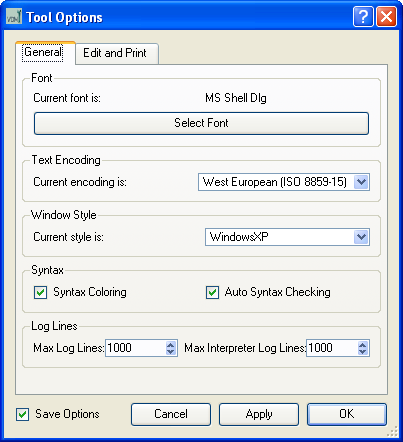 Tool Options
General Edit and Print
Font
Current font is: MS Shell Dlg
Select Font
Text Encoding
Current encoding is: West European (ISO 8859-15)
Window Style
Current style is: WindowsXP
Syntax
Syntax Coloring Auto Syntax Checking
Log Lines
Max Log Lines: 1000 Max Interpreter Log Lines: 1000
Save Options Cancel Apply OK